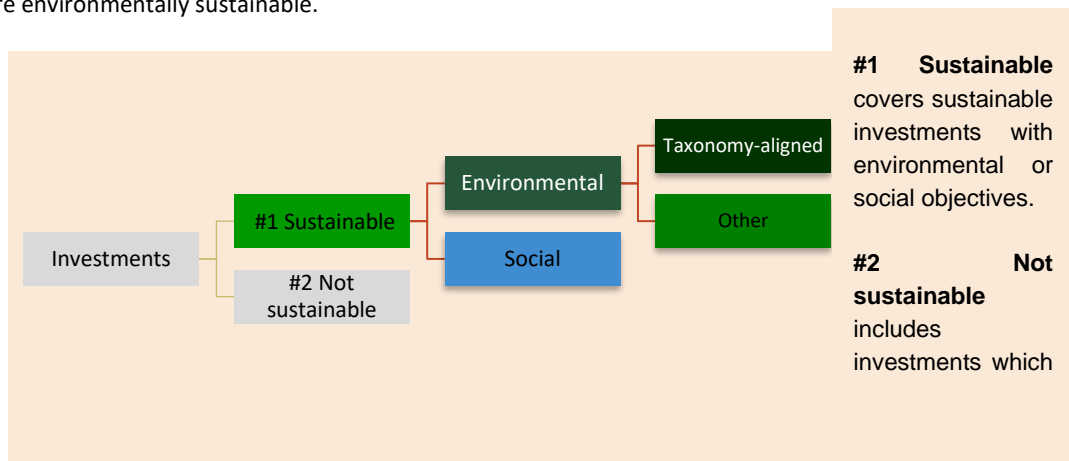 environmentally sustainable.
#1 Sustainable
covers sustainable
investments with
environmental or
social objectives.
#2 Not
sustainable
includes
investments which
Taxonomy-aligned
Environmental
#1 Sustainable
Other
Investments
Social
#2 Not
sustainable